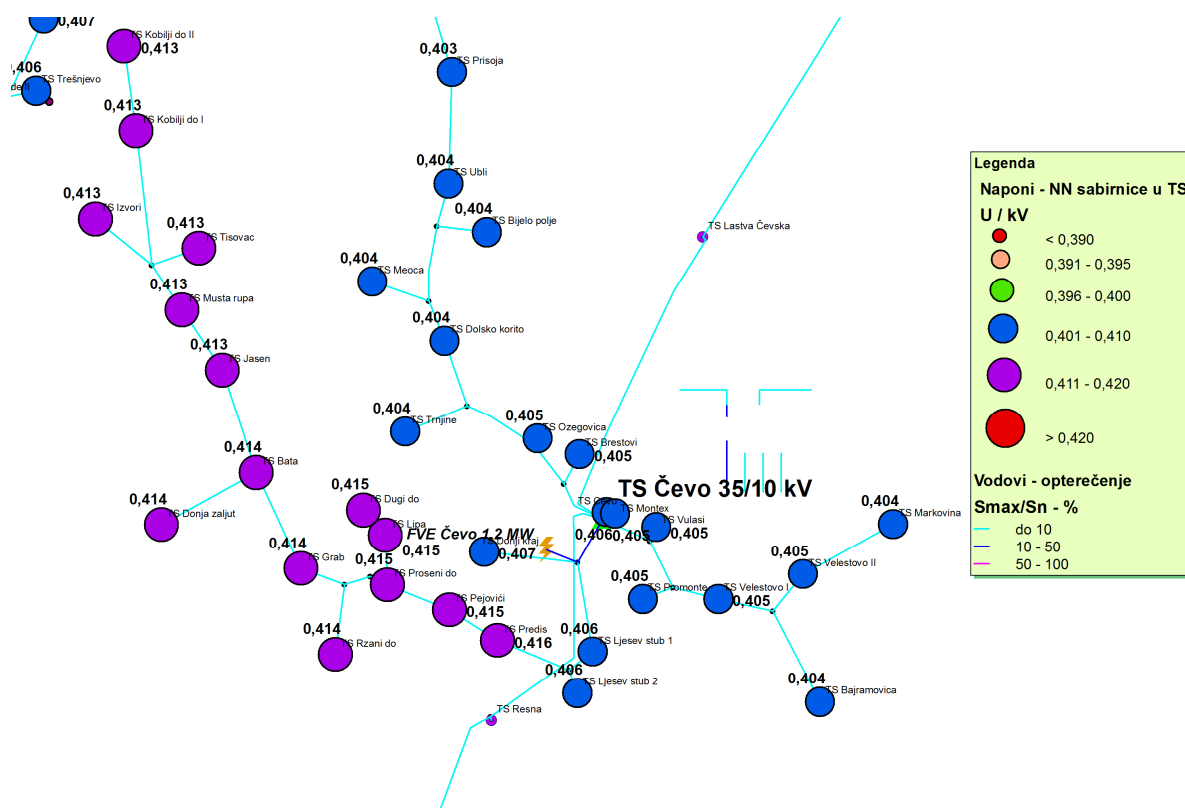 0,407
TS Kobilji do II
0,413
0,403
TS Prisoja
,406
TS Trešnjevo
0,413
TS Kobilji do I
0,404
TS Ubli
0,413
TS Izvori
0,413
TS Tisovac
0,404
TS Bijelo polje
TS Lastva Čevska
0,404
TS Meoca
0,413
TS Musta rupa
0,404
TS Dolsko korito
0,413
TS Jasen
0,404
TS Trnjine
0,405
TS Ozegovica
TS Brestovi
0,405
0,414
TS Bata
0,414
TS Donja zaljut
0,415
TS Dugi do
TS Lipa
0,415
FVE Čevo 1,2 MW
TS Donji kraj
0,407
TS Čevo 35/10 kV
TS Montex
0,406
0,405
TS Vulasi
0,405
0,404
TS Markovina
0,414
TS Grab
0,415
TS Proseni do
0,405
TS Promonte
TS Velestovo I
0,405
0,405
TS Velestovo II
TS Pejovići
0,415
TS Predis
0,416
0,414
TS Rzani do
0,406
TS Ljesev stub 1
0,406
TS Ljesev stub 2
0,404
TS Bajramovica
TS Resna
Legenda
Naponi - NN sabirnice u TS
U / kV
< 0,390
0,391 - 0,395
0,396 - 0,400
0,401 - 0,410
0,411 - 0,420
> 0,420
Vodovi - opterečenje
Smax/Sn - %
do 10
10 - 50
50 - 100